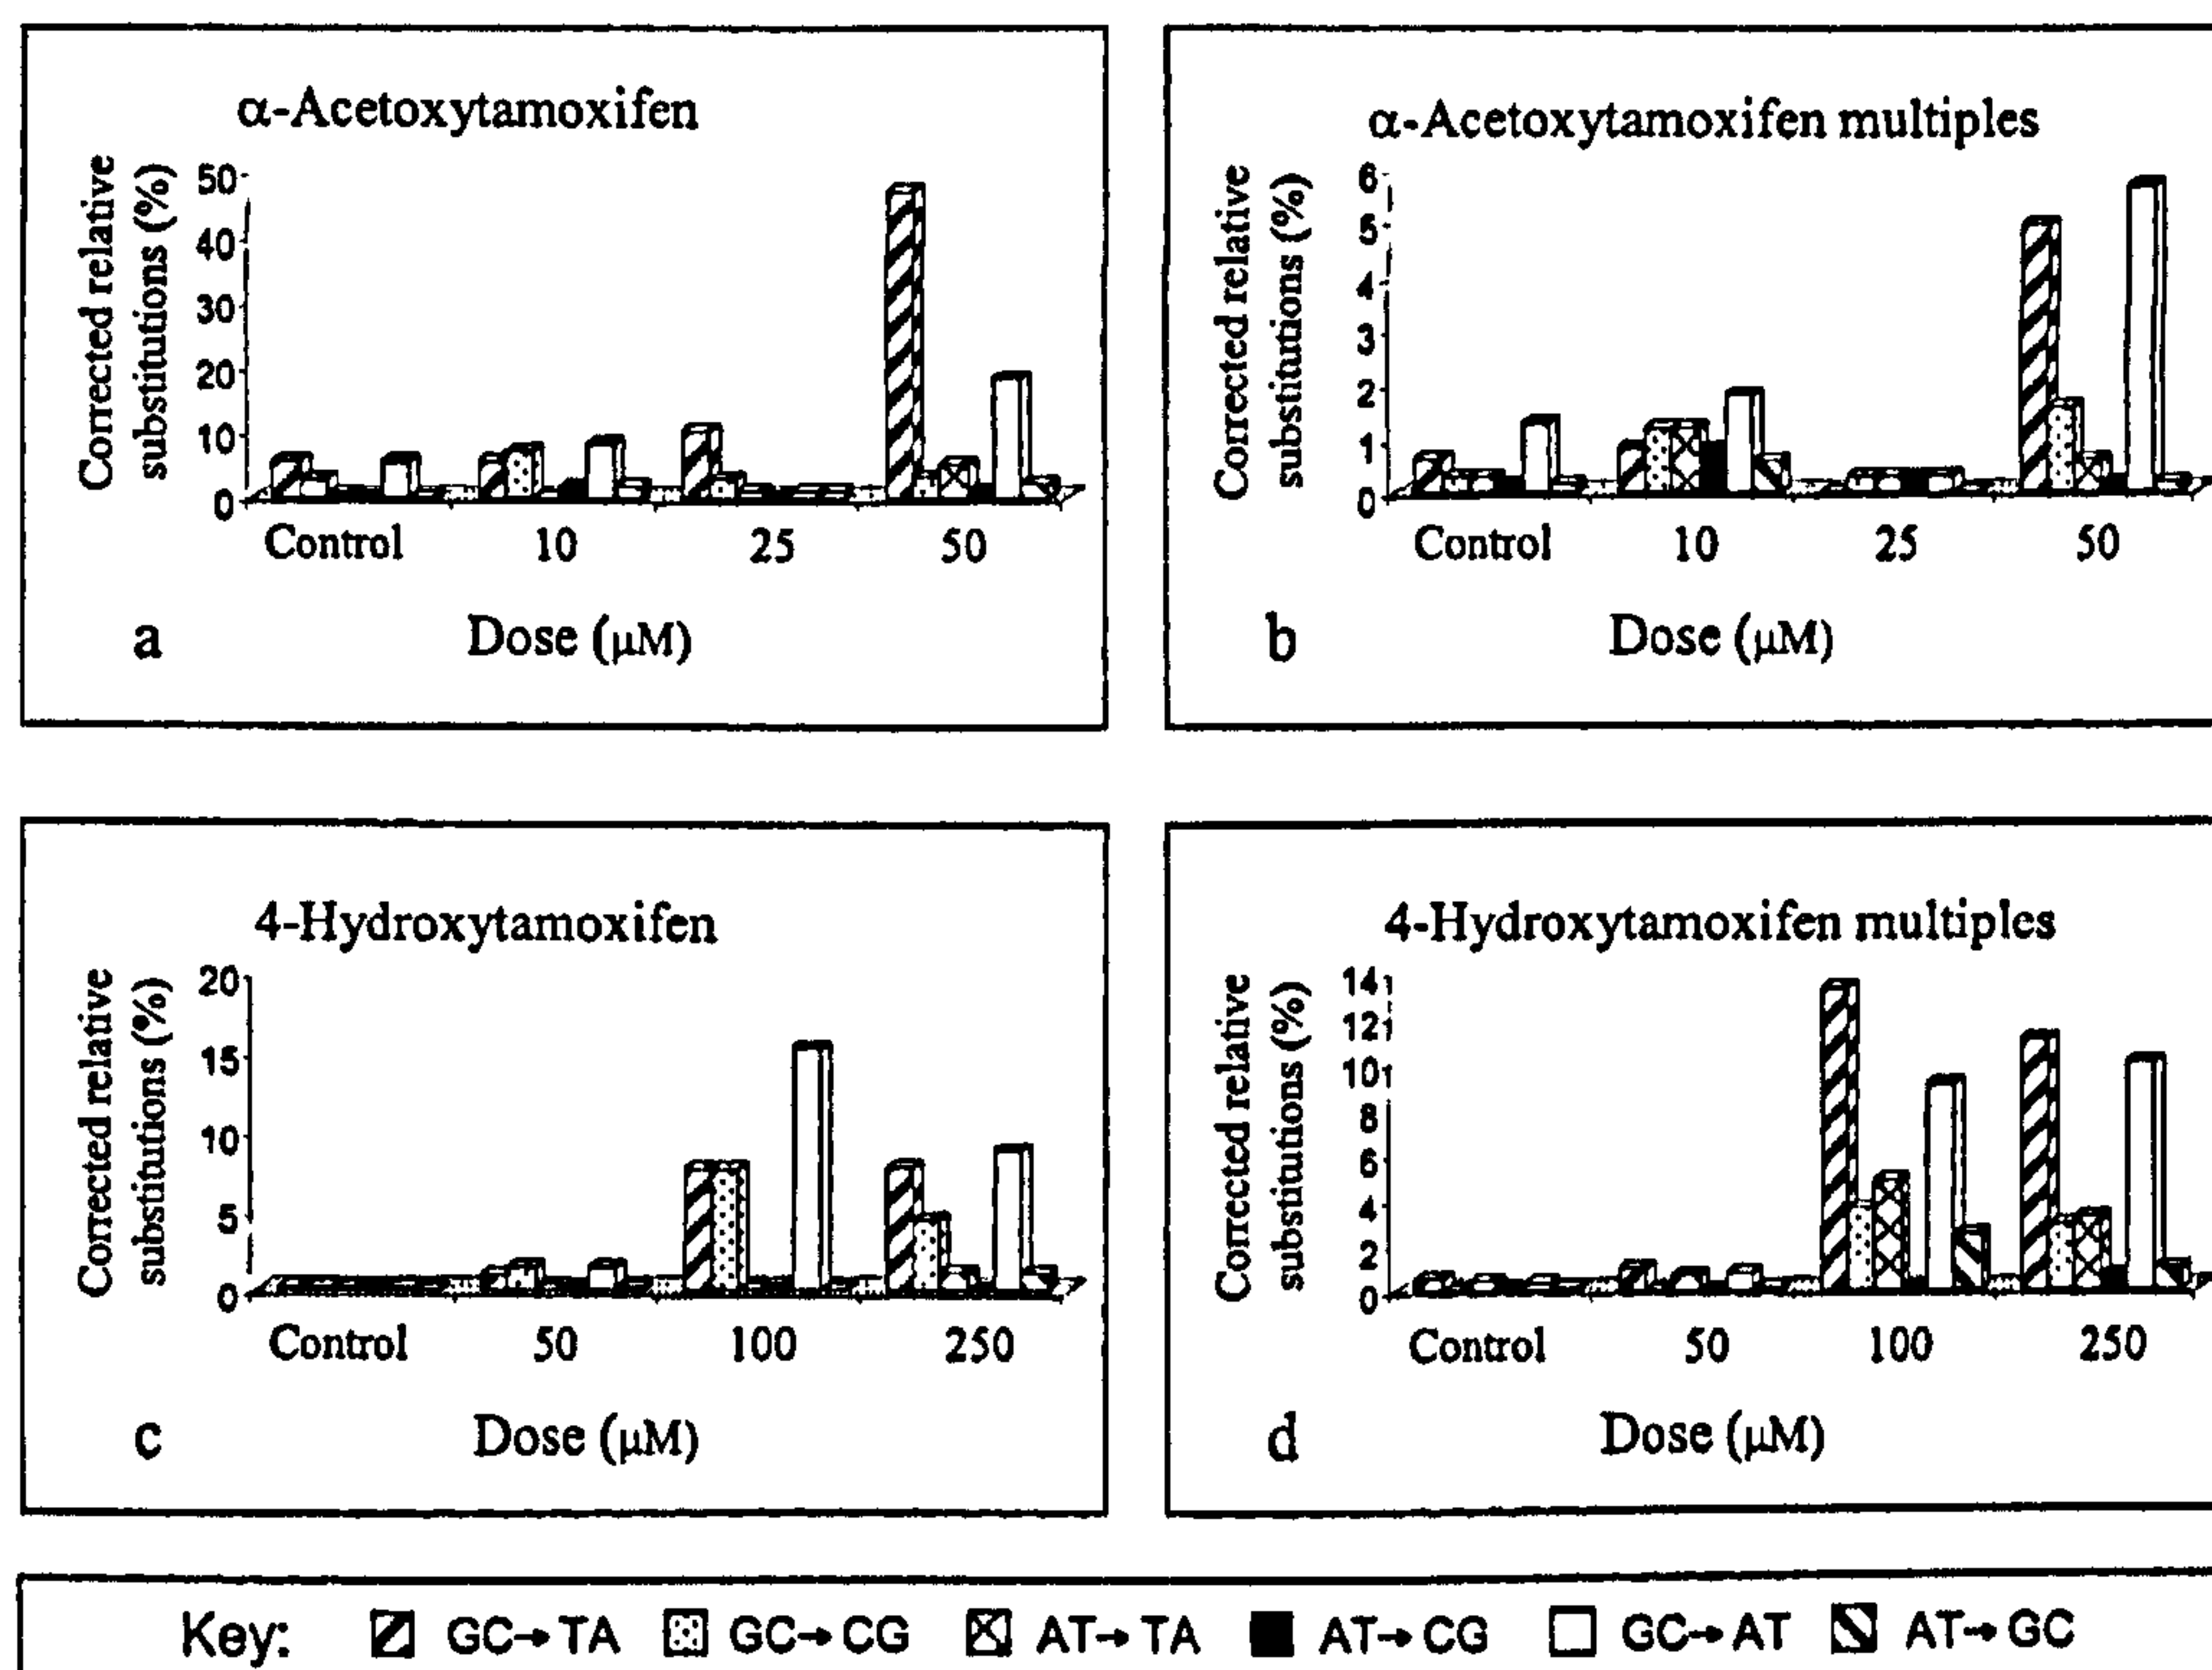 α-Acetoxytamoxifen
Corrected relative
substitutions (%)
50
40
30
20
10
0
Control 10 25 50
a Dose (μM)
α-Acetoxytamoxifen multiples
Corrected relative
substitutions (%)
6
5
4
3
2
1
0
Control 10 25 50
b Dose (μM)
4-Hydroxytamoxifen
Corrected relative
substitutions (%)
20
15
10
5
0
Control 50 100 250
c Dose (μM)
4-Hydroxytamoxifen multiples
Corrected relative
substitutions (%)
14
12
10
8
6
4
2
0
Control 50 100 250
d Dose (μM)
Key: GC→TA GC→CG AT→TA AT→CG GC→AT AT→GC